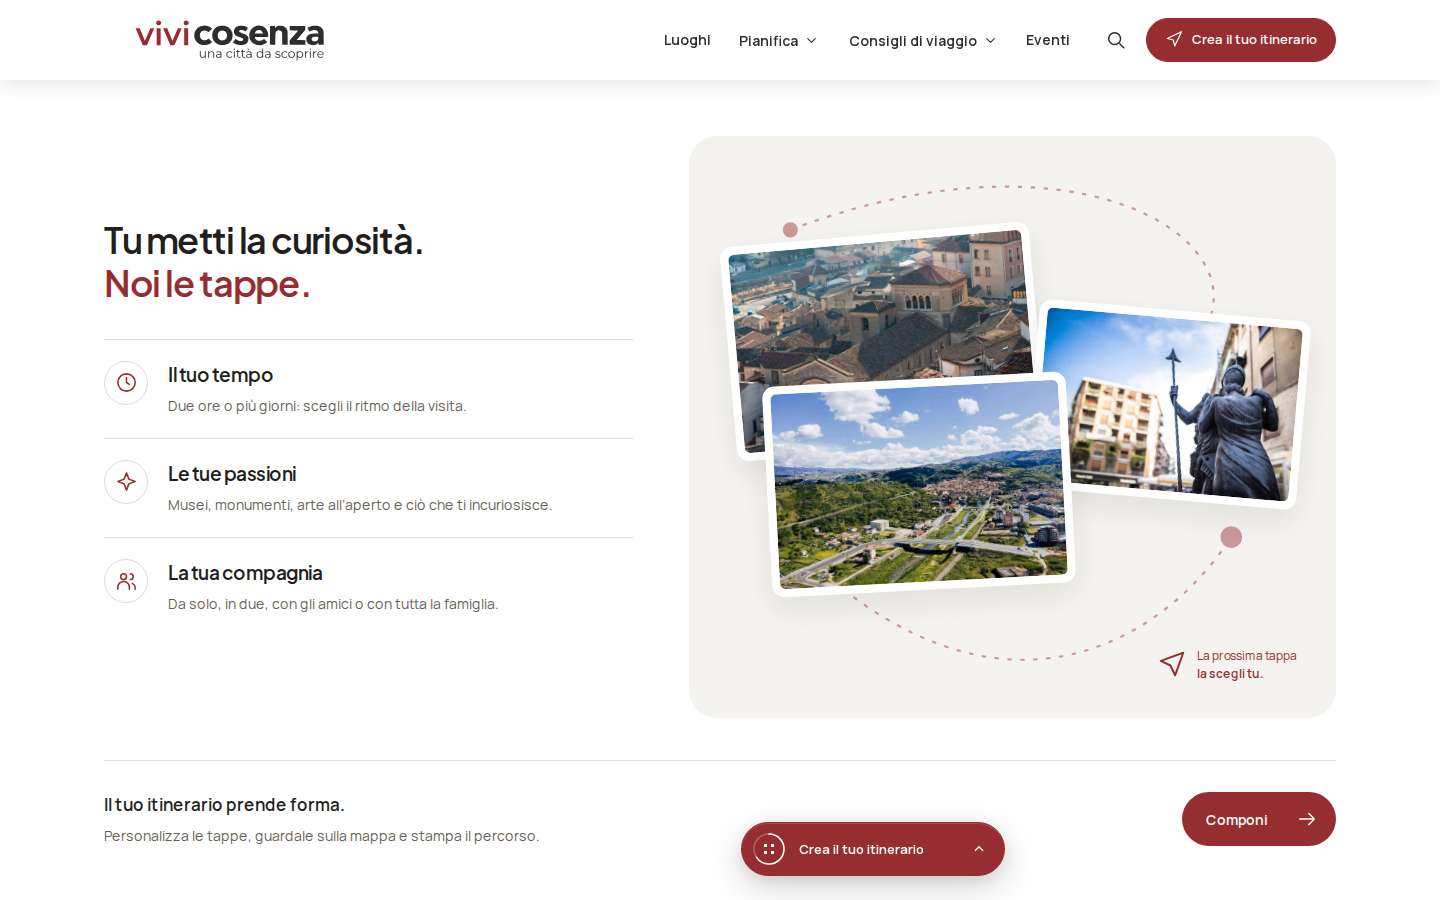 vivicosenza
una città da scoprire
Luoghi
Pianifica
Consigli di viaggio
Eventi
Crea il tuo itinerario
Tu metti la curiosità.
Noi le tappe.
Il tuo tempo
Due ore o più giorni: scegli il ritmo della visita.
Le tue passioni
Musei, monumenti, arte all'aperto e ciò che ti incuriosisce.
La tua compagnia
Da solo, in due, con gli amici o con tutta la famiglia.
La prossima tappa
la scegli tu.
Il tuo itinerario prende forma.
Personalizza le tappe, guardale sulla mappa e stampa il percorso.
Crea il tuo itinerario
Componi